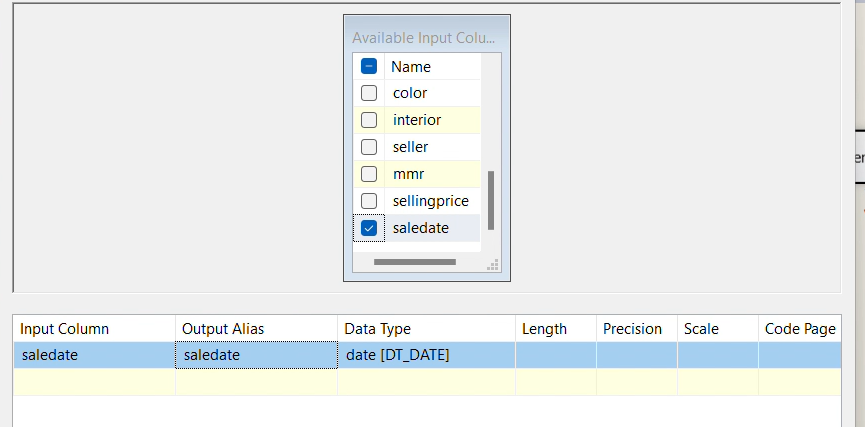 Available Input Colu...
Name
color
interior
seller
mmr
sellingprice
saledate
Input Column Output Alias Data Type Length Precision Scale Code Page
saledate saledate date [DT_DATE]